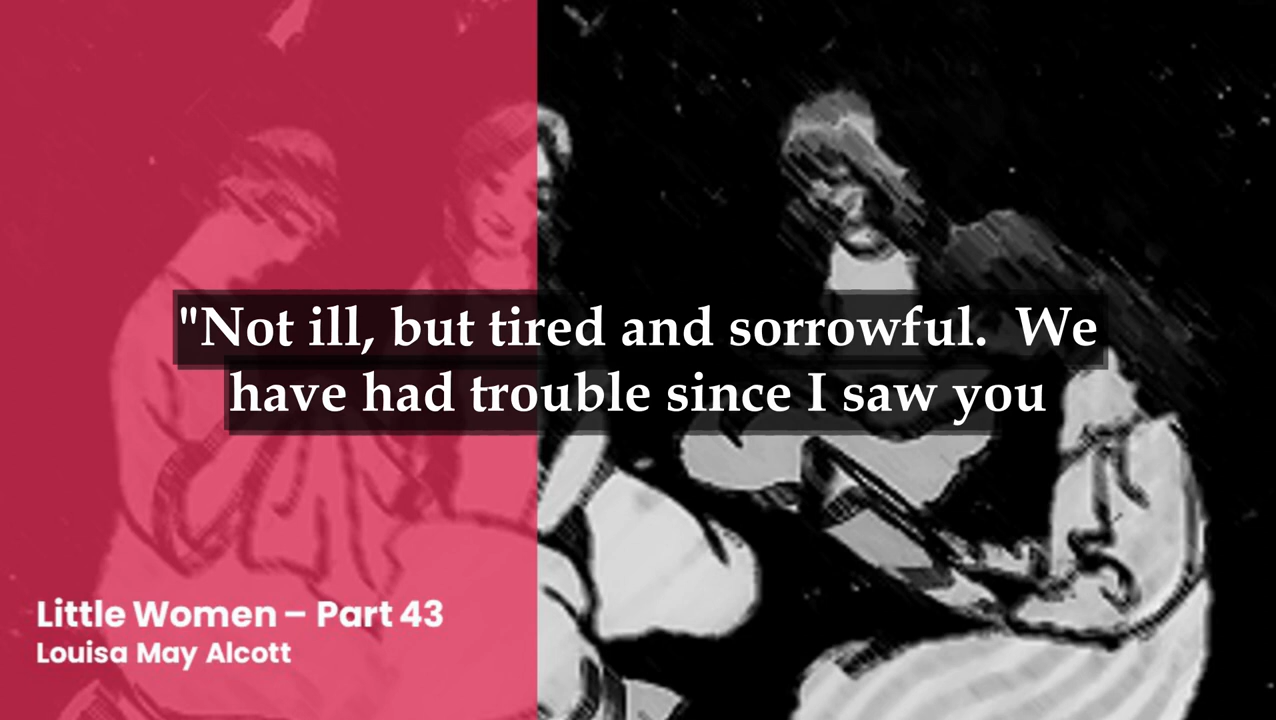 "Not ill, but tired and sorrowful.  We
have had trouble since I saw you
Little Women – Part 43
Louisa May Alcott